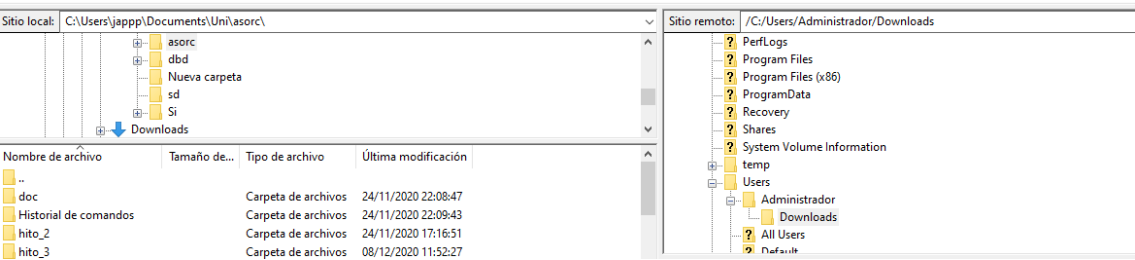 Sitio local: C:\Users\jappp\Documents\Uni\asorc\
asorc
dbd
Nueva carpeta
sd
Si
Downloads
Nombre de archivo Tamaño de... Tipo de archivo Última modificación
..
doc Carpeta de archivos 24/11/2020 22:08:47
Historial de comandos Carpeta de archivos 24/11/2020 22:09:43
hito_2 Carpeta de archivos 24/11/2020 17:16:51
hito_3 Carpeta de archivos 08/12/2020 11:52:27
Sitio remoto: /C:/Users/Administrador/Downloads
PerfLogs
Program Files
Program Files (x86)
ProgramData
Recovery
Shares
System Volume Information
temp
Users
Administrador
Downloads
All Users
Default